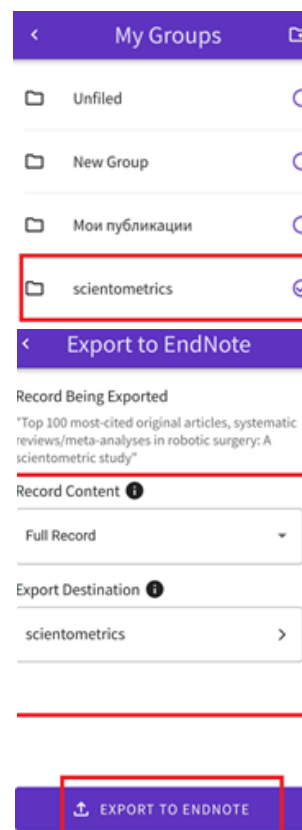 My Groups
Unfiled
New Group
Мои публикации
scientometrics
Export to EndNote
Record Being Exported
"Top 100 most-cited original articles, systematic
reviews/meta-analyses in robotic surgery: A
scientometric study"
Record Content
Full Record
Export Destination
scientometrics
EXPORT TO ENDNOTE